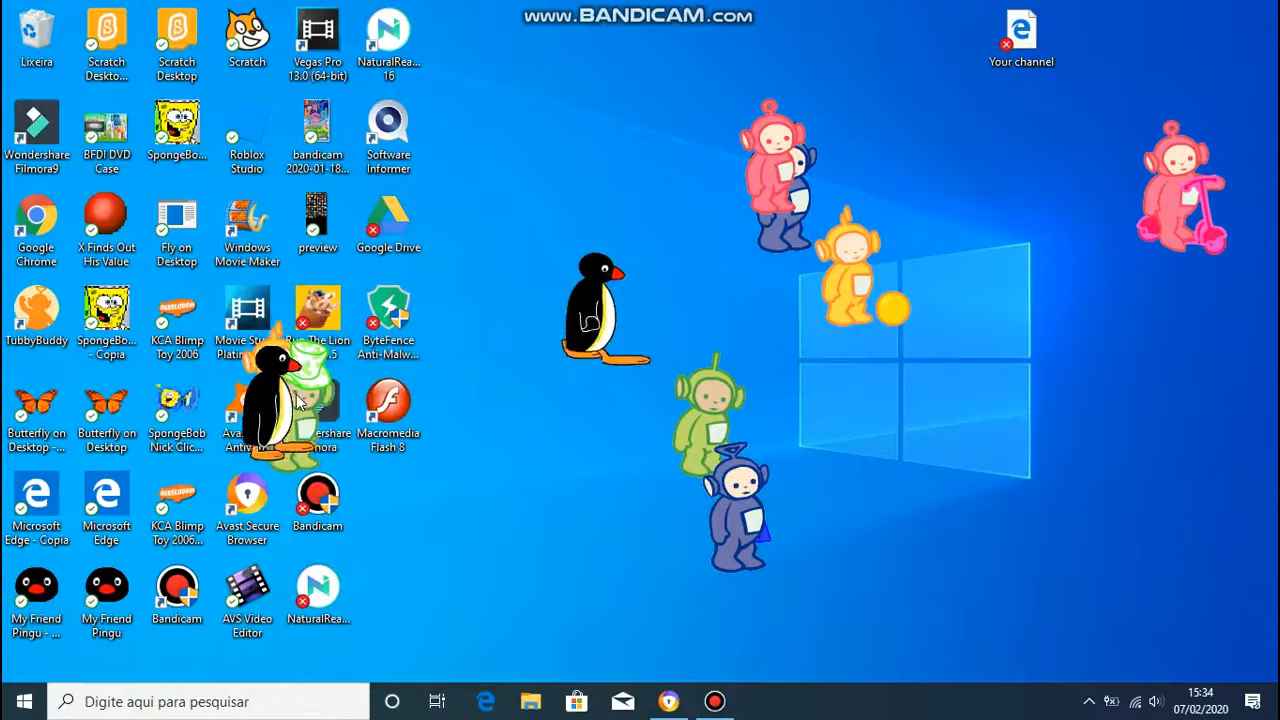 www.BANDICAM.com
Lixeira
Scratch
Deskto...
Scratch
Desktop
Scratch
Vegas Pro
13.0 (64-bit)
NaturalRea...
16
Your channel
Wondershare
Filmora9
BFDI DVD
Case
SpongeBo...
Roblox
Studio
bandicam
2020-01-18...
Software
Informer
Google
Chrome
X Finds Out
His Value
Fly on
Desktop
Windows
Movie Maker
preview
Google Drive
TubbyBuddy
SpongeBo...
- Copia
KCA Blimp
Toy 2006
Movie Stu...
ByteFence
Anti-Malw...
Butterfly on
Desktop -...
Butterfly on
Desktop
SpongeBob
Nick Clic...
Macromedia
Flash 8
Microsoft
Edge - Copia
Microsoft
Edge
KCA Blimp
Toy 2006...
Avast Secure
Browser
Bandicam
My Friend
Pingu - ...
My Friend
Pingu
Bandicam
AVS Video
Editor
NaturalRea...
Digite aqui para pesquisar
15:34
07/02/2020